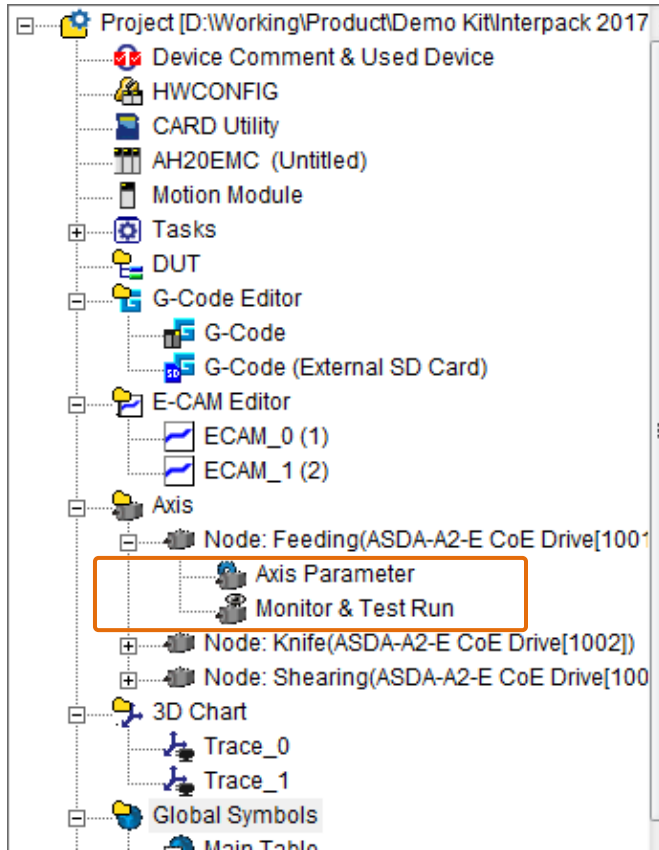 Project [D:\Working\Product\Demo Kit\Interpack 2017
Device Comment & Used Device
HWCONFIG
CARD Utility
AH20EMC (Untitled)
Motion Module
Tasks
DUT
G-Code Editor
G-Code
G-Code (External SD Card)
E-CAM Editor
ECAM_0 (1)
ECAM_1 (2)
Axis
Node: Feeding(ASDA-A2-E CoE Drive[1001
Axis Parameter
Monitor & Test Run
Node: Knife(ASDA-A2-E CoE Drive[1002])
Node: Shearing(ASDA-A2-E CoE Drive[100
3D Chart
Trace_0
Trace_1
Global Symbols
Main Table